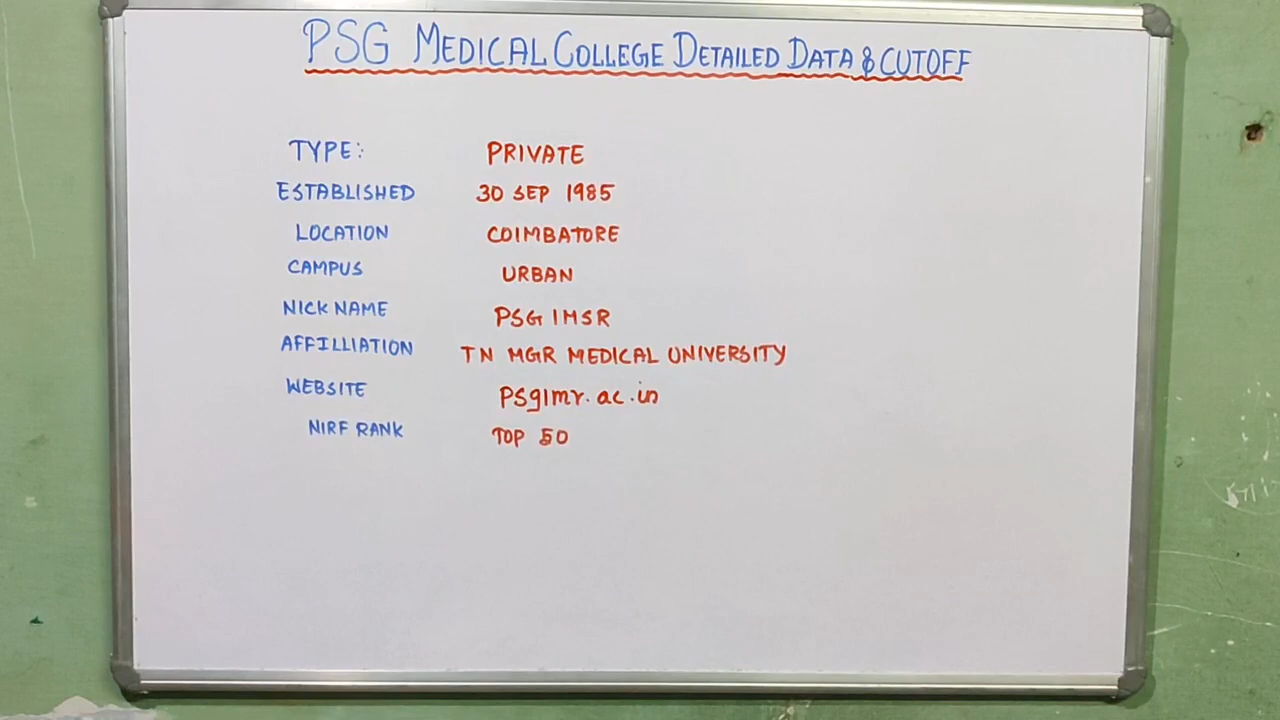 PSG MEDICAL COLLEGE DETAILED DATA & CUTOFF
TYPE: PRIVATE
ESTABLISHED 30 SEP 1985
LOCATION COIMBATORE
CAMPUS URBAN
NICK NAME PSG IMSR
AFFILLIATION TN MGR MEDICAL UNIVERSITY
WEBSITE PSgimr.ac.in
NIRF RANK TOP 50